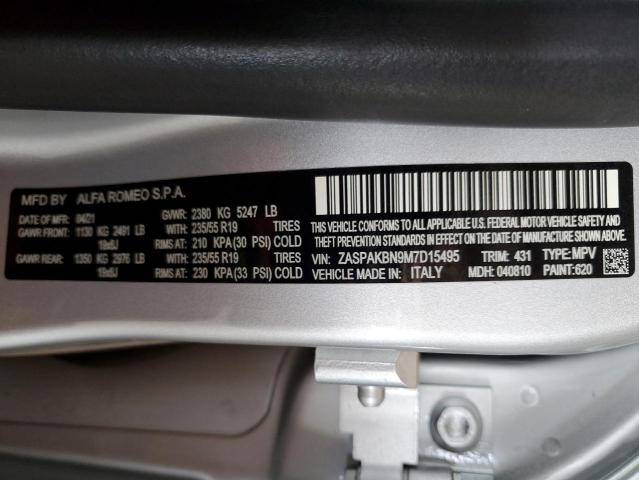 MFD BY ALFA ROMEO S.P.A.
DATE OF MFR 04/21 GVWR: 2380 KG 5247 LB
GAWR FRONT: 1130 KG 2491 LB 235/55 R19 TIRES
19x8J RIMS AT: 210 KPA(30 PSI) COLD
GAWR REAR: 1350 KG 2976 LB 235/55 R19 TIRES
19x8J RIMS AT: 230 KPA(33 PSI) COLD
THIS VEHICLE CONFORMS TO ALL APPLICABLE U.S. FEDERAL MOTOR VEHICLE SAFETY AND
STANDARDS IN EFFECT ON THE DATE OF MANUFACTURE SHOWN ABOVE.
VIN: ZASPAKBN9M7D15495 TRIM: 431 TYPE:MPV
VEHICLE MADE IN: ITALY MDH: 040810 PAINT:620